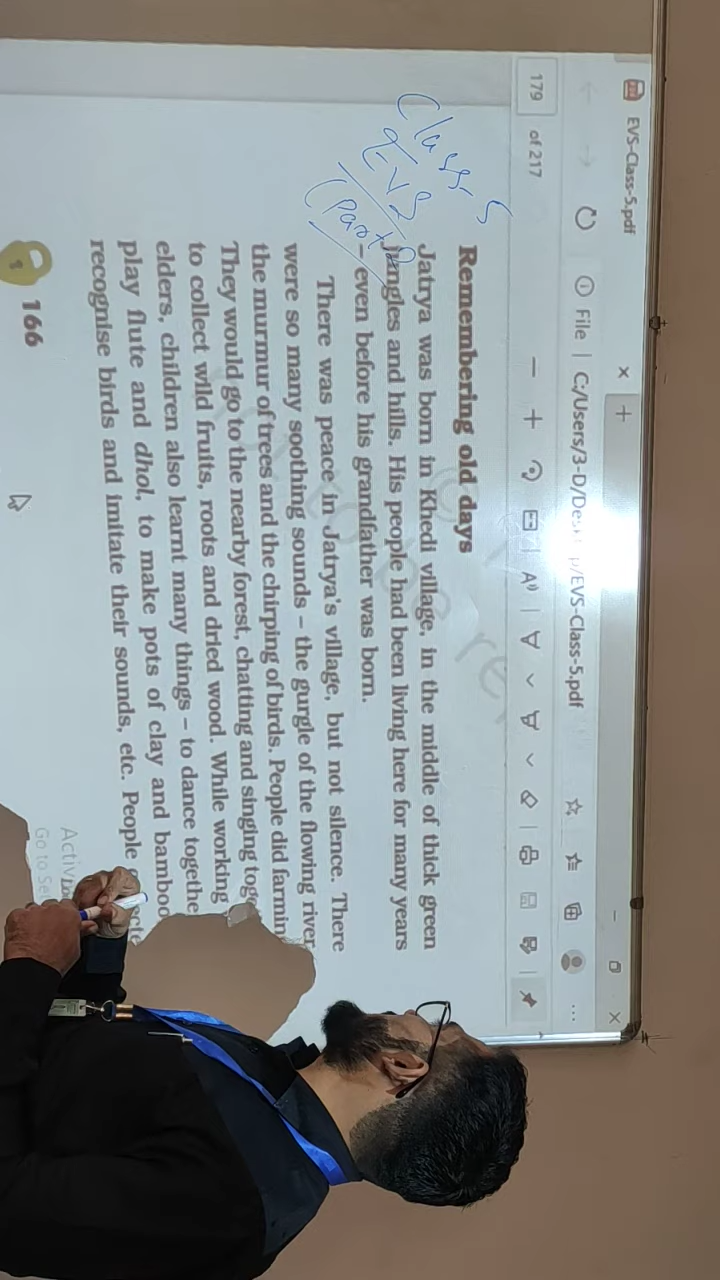 EVS-Class-5.pdf
File | C:/Users/3-D/Desktop/EVS-Class-5.pdf
179 of 217
Class-5
EVS
(Part 2
Remembering old days
Jatrya was born in Khedi village, in the middle of thick green
jungles and hills. His people had been living here for many years
– even before his grandfather was born.
There was peace in Jatrya's village, but not silence. There
were so many soothing sounds – the gurgle of the flowing river,
the murmur of trees and the chirping of birds. People did farmin
They would go to the nearby forest, chatting and singing toge
to collect wild fruits, roots and dried wood. While working
elders, children also learnt many things – to dance togethe
play flute and dhol, to make pots of clay and bamboo
recognise birds and imitate their sounds, etc. People
166
Go to Se